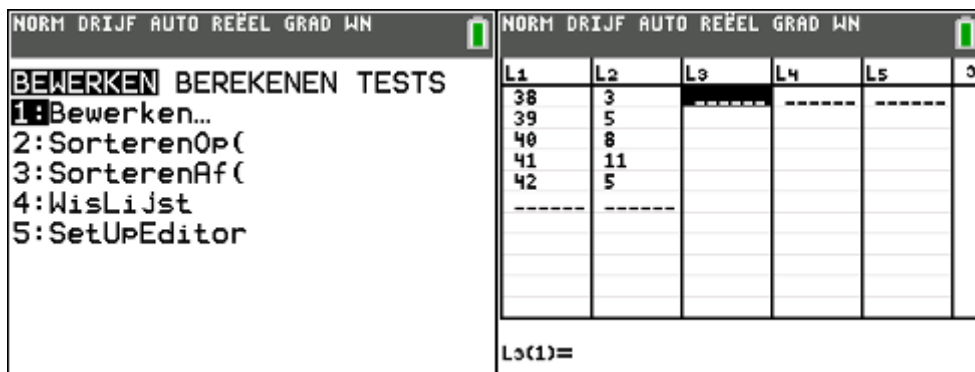 NORM DRIJF AUTO REËEL GRAD WN
BEWERKEN BEREKENEN TESTS
1:Bewerken…
2:SorterenOp(
3:SorterenAf(
4:WisLijst
5:SetUpEditor
NORM DRIJF AUTO REËEL GRAD WN
L1 L2 L3 L4 L5 3
38 3 ------ ------ ------
39 5
40 8
41 11
42 5
------ ------
L3(1)=